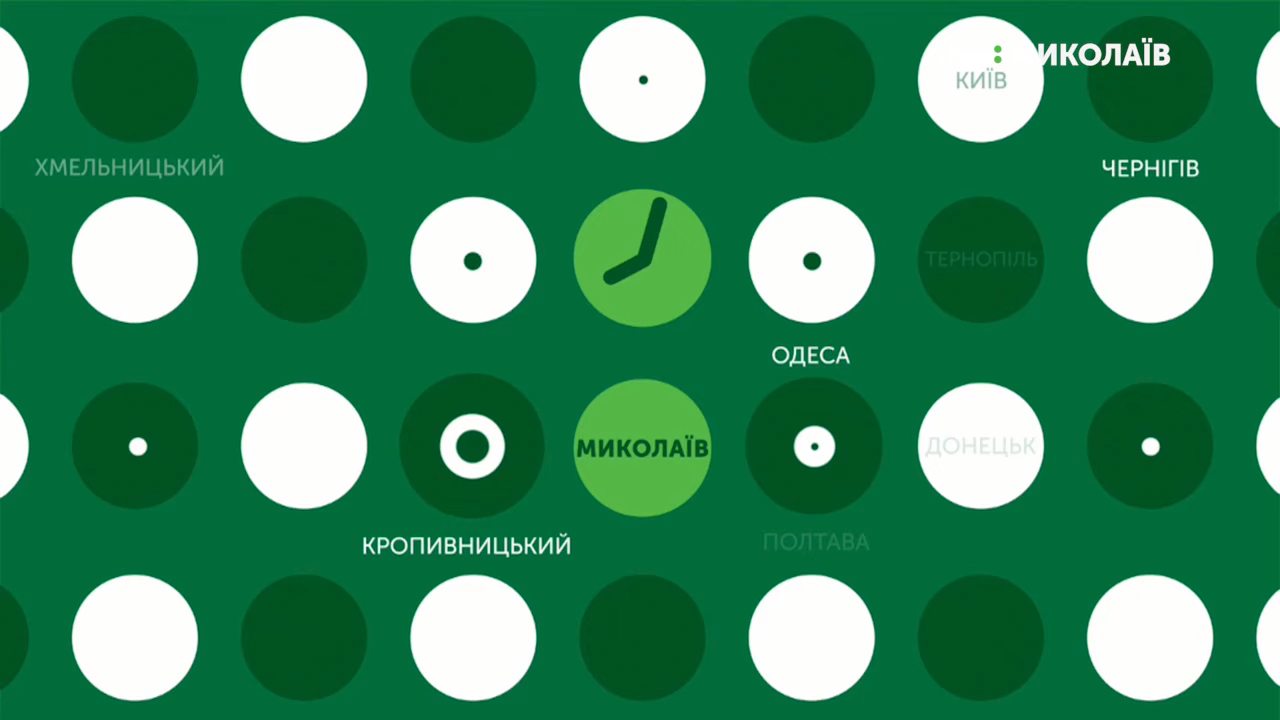 : МИКОЛАЇВ
КИЇВ
ХМЕЛЬНИЦЬКИЙ
ЧЕРНІГІВ
ТЕРНОПІЛЬ
ОДЕСА
МИКОЛАЇВ
ДОНЕЦЬК
КРОПИВНИЦЬКИЙ
ПОЛТАВА